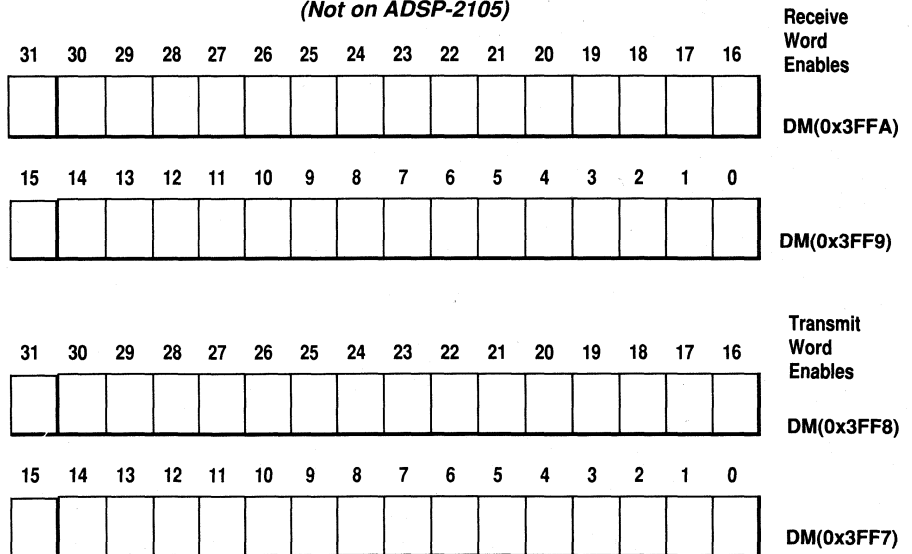 (Not on ADSP-2105)
Receive
Word
Enables
31 30 29 28 27 26 25 24 23 22 21 20 19 18 17 16
DM(0x3FFA)
15 14 13 12 11 10 9 8 7 6 5 4 3 2 1 0
DM(0x3FF9)
Transmit
Word
Enables
31 30 29 28 27 26 25 24 23 22 21 20 19 18 17 16
DM(0x3FF8)
15 14 13 12 11 10 9 8 7 6 5 4 3 2 1 0
DM(0x3FF7)